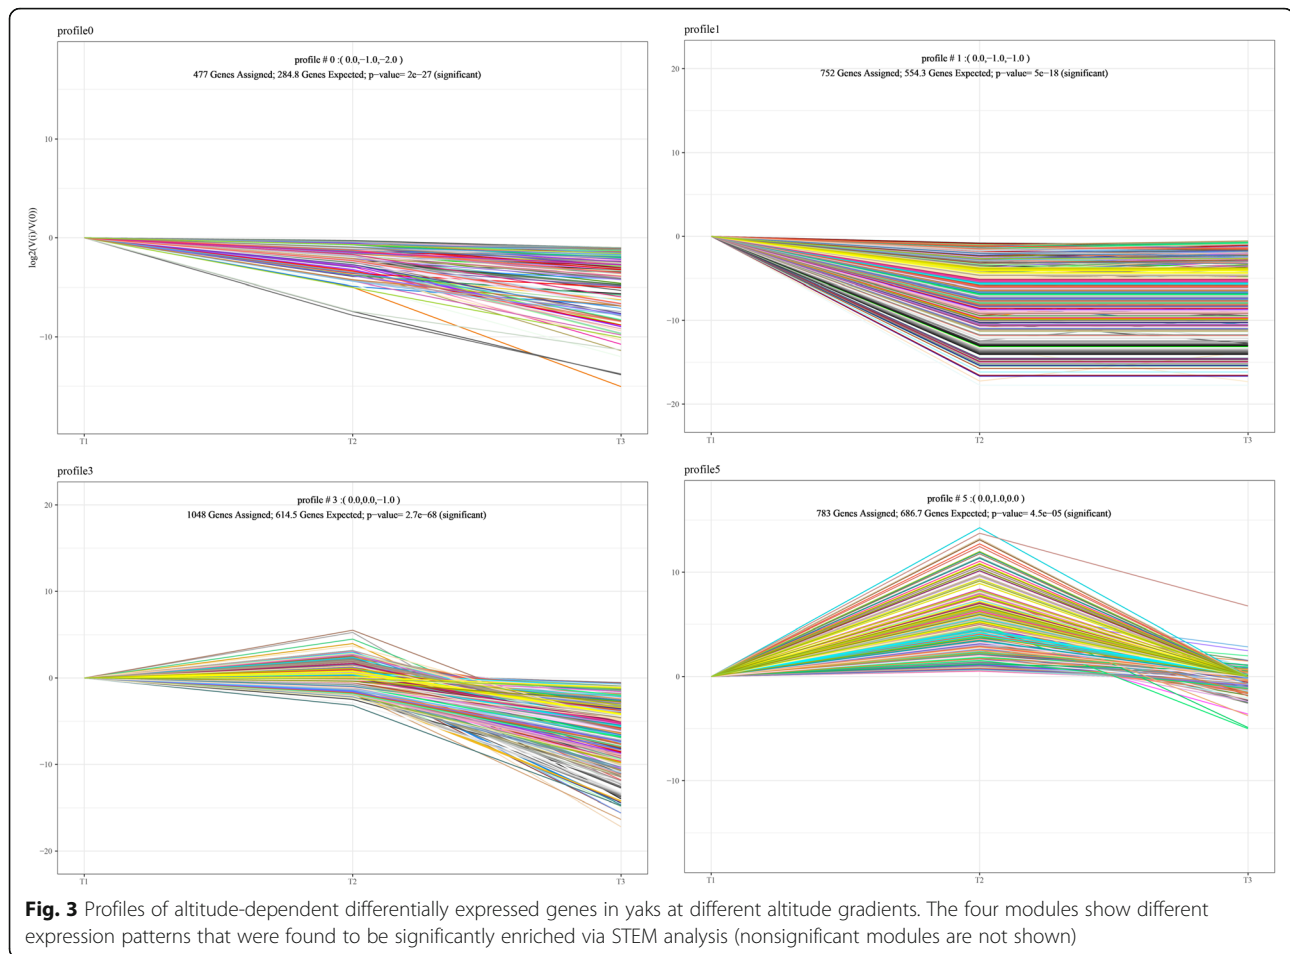 profile0
profile # 0 :( 0.0,−1.0,−2.0 )
477 Genes Assigned; 284.8 Genes Expected; p−value= 2e−27 (significant)
log2(V(i)/V(0))
10
0
−10
T1
T2
T3
profile1
profile # 1 :( 0.0,−1.0,−1.0 )
752 Genes Assigned; 554.3 Genes Expected; p−value= 5e−18 (significant)
20
10
0
−10
−20
T1
T2
T3
profile3
profile # 3 :( 0.0,0.0,−1.0 )
1048 Genes Assigned; 614.5 Genes Expected; p−value= 2.7e−68 (significant)
20
10
0
−10
−20
T1
T2
T3
profile5
profile # 5 :( 0.0,1.0,0.0 )
783 Genes Assigned; 686.7 Genes Expected; p−value= 4.5e−05 (significant)
10
0
−10
T1
T2
T3
Fig. 3 Profiles of altitude-dependent differentially expressed genes in yaks at different altitude gradients. The four modules show different
expression patterns that were found to be significantly enriched via STEM analysis (nonsignificant modules are not shown)